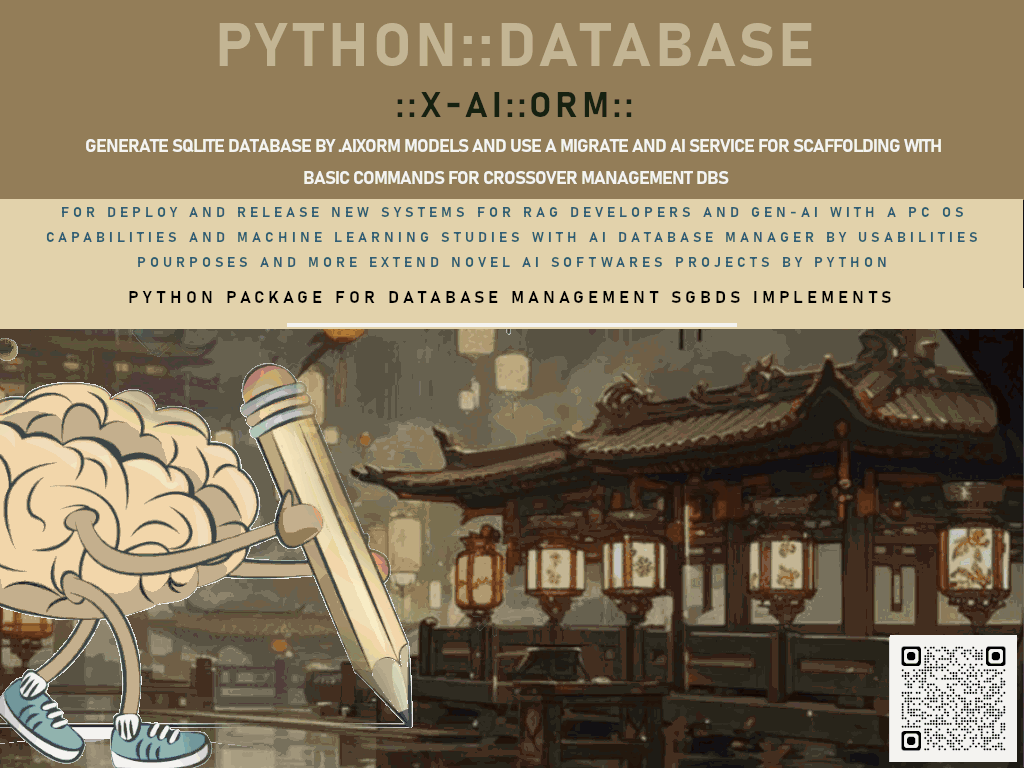 PYTHON::DATABASE
::X-AI::ORM::
GENERATE SQLITE DATABASE BY .AIXORM MODELS AND USE A MIGRATE AND AI SERVICE FOR SCAFFOLDING WITH
BASIC COMMANDS FOR CROSSOVER MANAGEMENT DBS
FOR DEPLOY AND RELEASE NEW SYSTEMS FOR RAG DEVELOPERS AND GEN-AI WITH A PC OS
CAPABILITIES AND MACHINE LEARNING STUDIES WITH AI DATABASE MANAGER BY USABILITIES
POURPOSES AND MORE EXTEND NOVEL AI SOFTWARES PROJECTS BY PYTHON
PYTHON PACKAGE FOR DATABASE MANAGEMENT SGBDS IMPLEMENTS